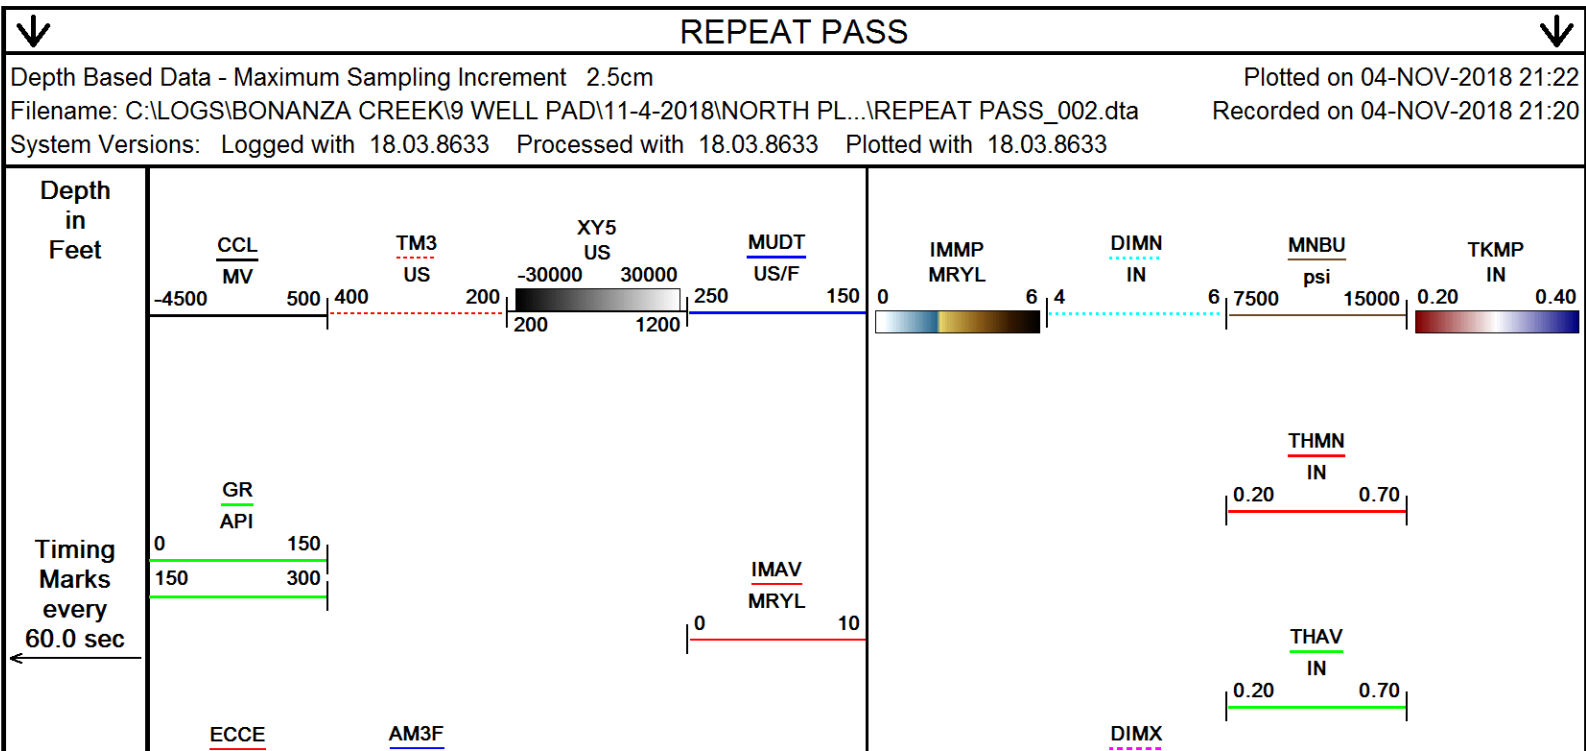 REPEAT PASS
Depth Based Data - Maximum Sampling Increment 2.5cm
Plotted on 04-NOV-2018 21:22
Filename: C:\LOGS\BONANZA CREEK\9 WELL PAD\11-4-2018\NORTH PL...\REPEAT PASS_002.dta
Recorded on 04-NOV-2018 21:20
System Versions: Logged with 18.03.8633 Processed with 18.03.8633 Plotted with 18.03.8633
Depth
in
Feet
CCL
MV
-4500 500
TM3
US
400 200
XY5
US
-30000 30000
200 1200
MUDT
US/F
250 150
IMMP
MRYL
0 6
DIMN
IN
4 6
MNBU
psi
7500 15000
TKMP
IN
0.20 0.40
THMN
IN
0.20 0.70
GR
API
0 150
150 300
Timing
Marks
every
60.0 sec
IMAV
MRYL
0 10
THAV
IN
0.20 0.70
ECCE
AM3F
DIMX